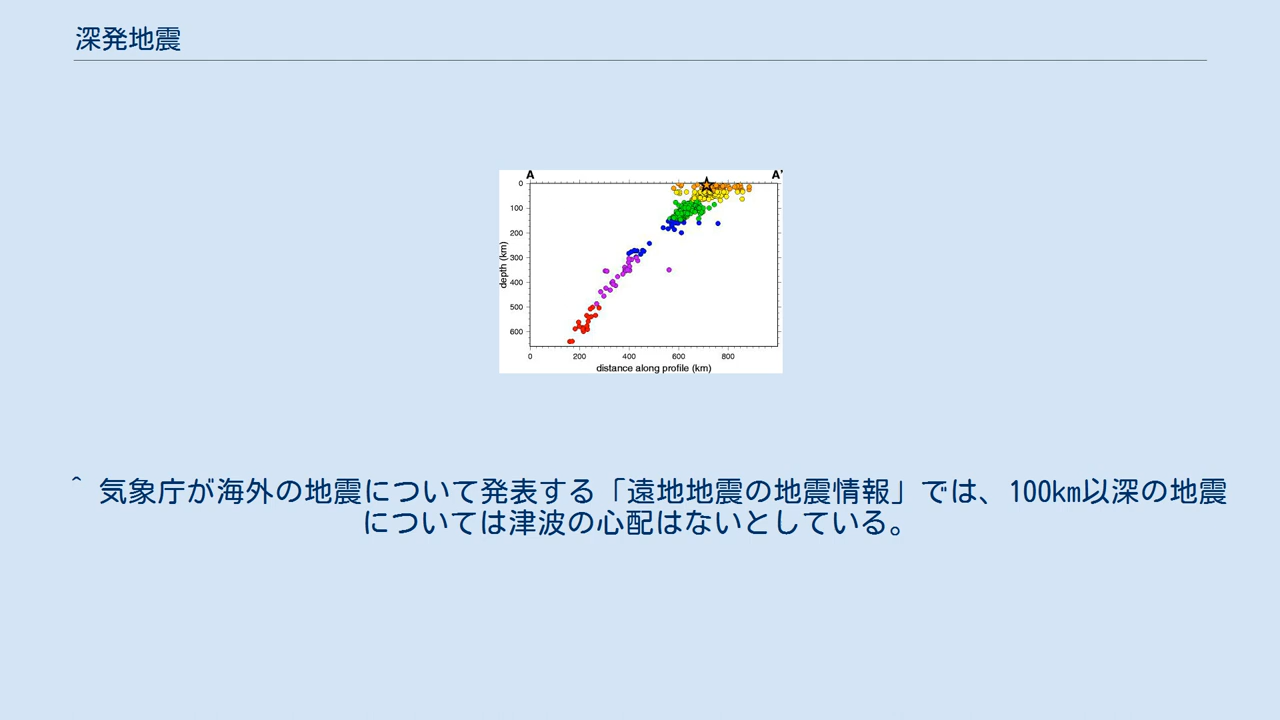 深発地震
A A'
0
100
200
300
400
500
600
depth (km)
0 200 400 600 800
distance along profile (km)
^ 気象庁が海外の地震について発表する「遠地地震の地震情報」では、100km以深の地震
については津波の心配はないとしている。